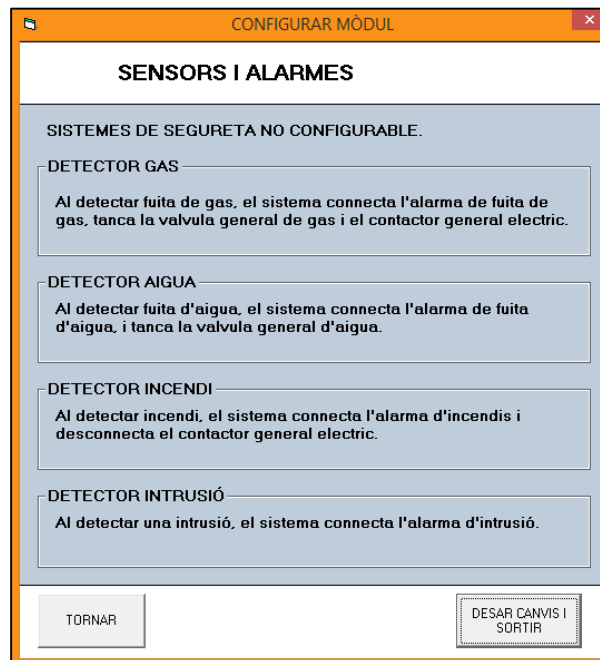 CONFIGURAR MÒDUL
SENSORS I ALARMES
SISTEMES DE SEGURETA NO CONFIGURABLE.
DETECTOR GAS
Al detectar fuita de gas, el sistema connecta l'alarma de fuita de
gas, tanca la valvula general de gas i el contactor general electric.
DETECTOR AIGUA
Al detectar fuita d'aigua, el sistema connecta l'alarma de fuita
d'aigua, i tanca la valvula general d'aigua.
DETECTOR INCENDI
Al detectar incendi, el sistema connecta l'alarma d'incendis i
desconnecta el contactor general electric.
DETECTOR INTRUSIÓ
Al detectar una intrusió, el sistema connecta l'alarma d'intrusió.
TORNAR
DESAR CANVIS I
SORTIR